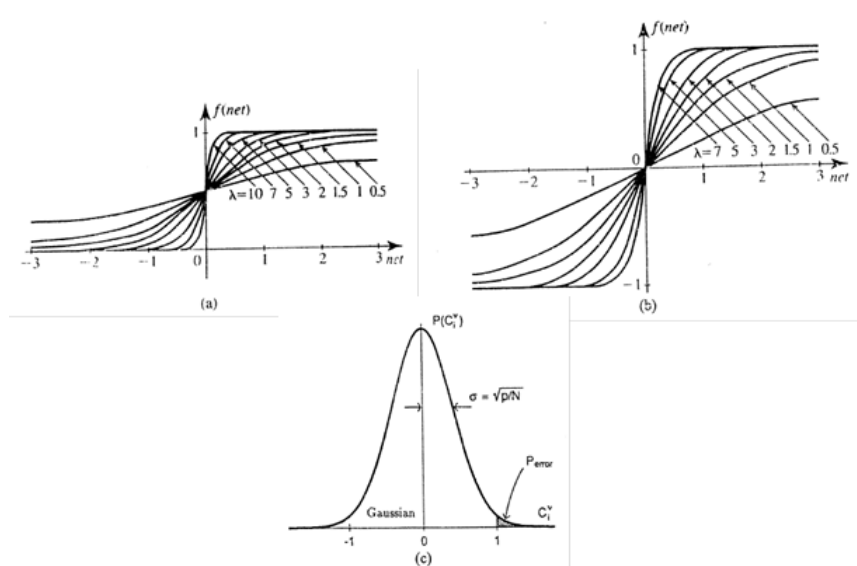 f(net)
1
λ=10 7 5 3 2 1.5 1 0.5
−3 −2 −1 0 1 2 3 net
(a)
f(net)
1
0
λ=7 5 3 2 1.5 1 0.5
−3 −2 −1 1 2 3 net
−1
(b)
P(C_i^ν)
σ = √p/N
P_error
Gaussian
C_i^ν
-1 0 1
(c)